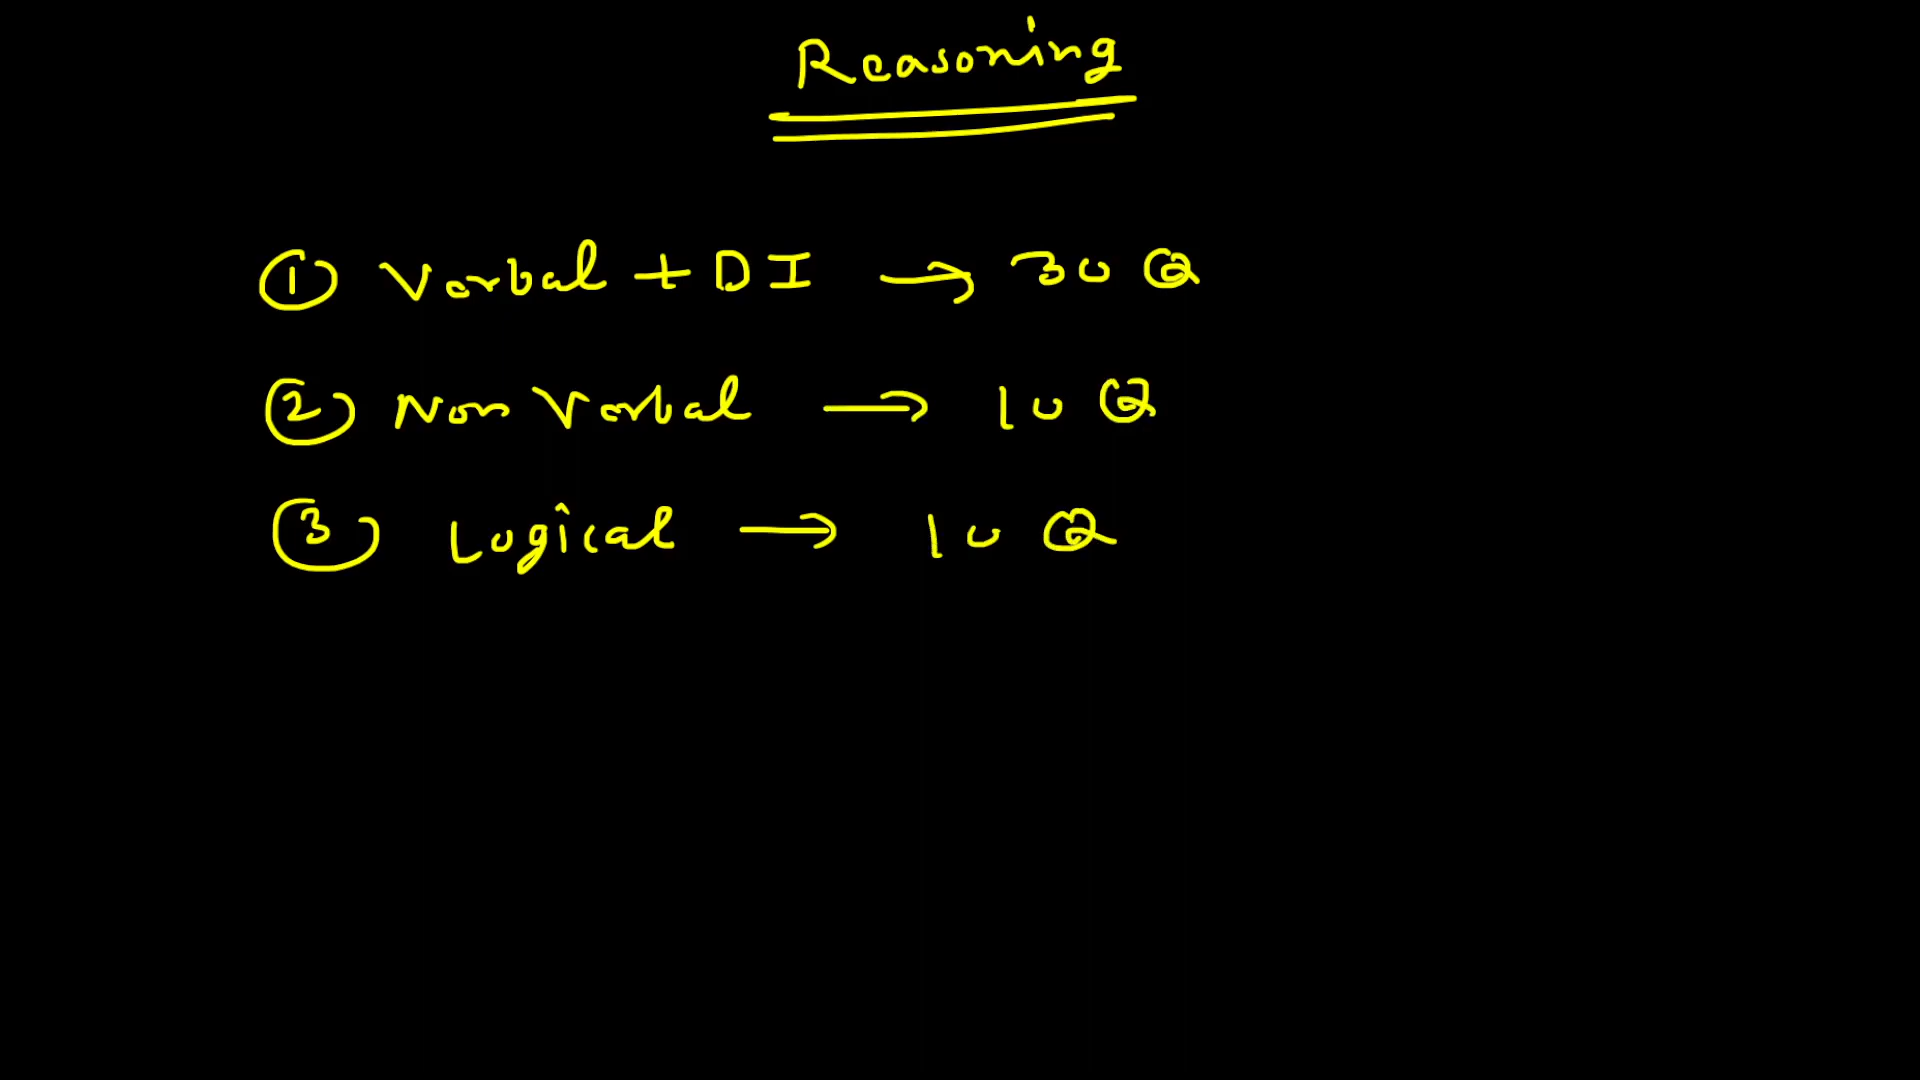 Reasoning
① Verbal + DI → 30 Q
② Non Verbal → 10 Q
③ Logical → 10 Q